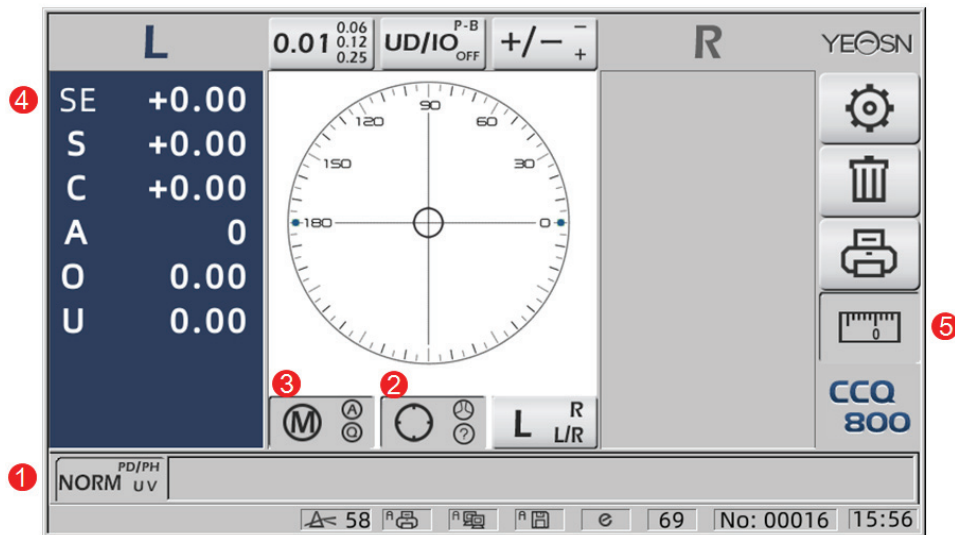 L
0.01 0.06
0.12
0.25
UD/IO P-B
OFF
+/− −
+
R
YEOSN
4
SE +0.00
S +0.00
C +0.00
A 0
O 0.00
U 0.00
90
120 60
150 30
180 0
0
5
3
2
M A
Q
?
L R
L/R
CCQ
800
1
NORM PD/PH
UV
A< 58
A
A
A
e
69
No: 00016
15:56